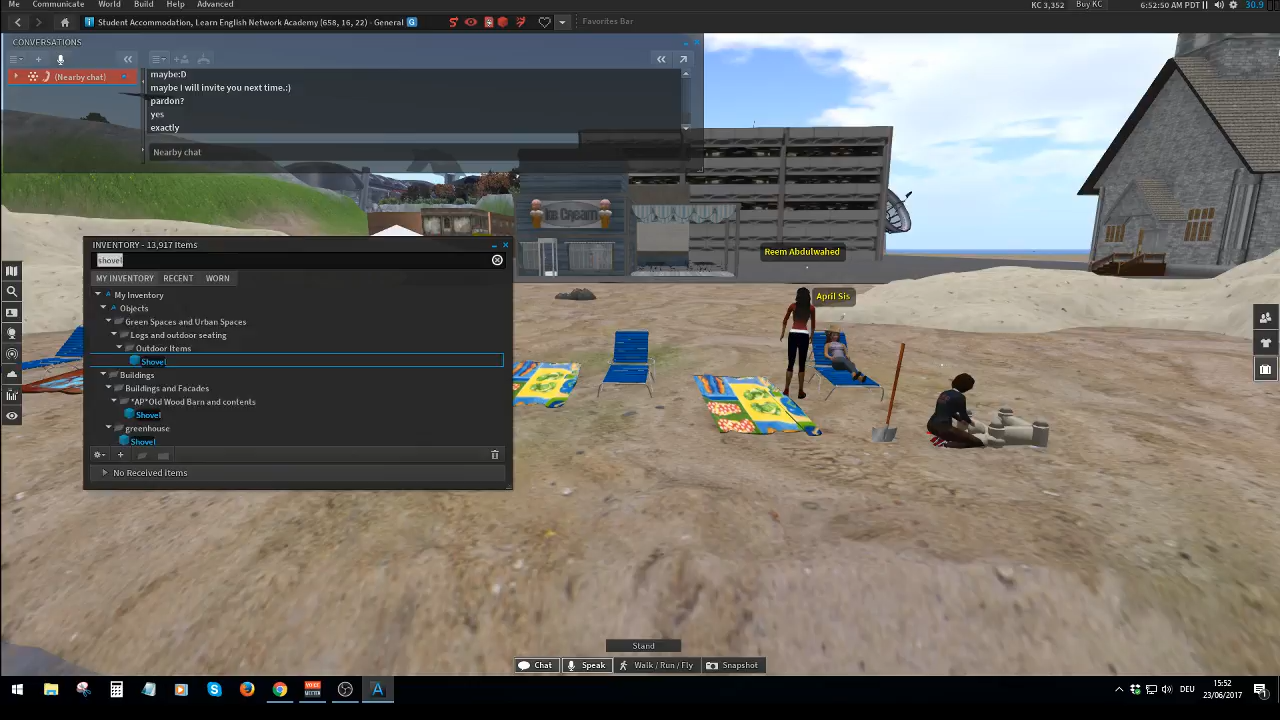 Me Communicate World Build Help Advanced
KC 3,352 Buy KC 6:52:50 AM PDT 30.9
Student Accommodation, Learn English Network Academy (658, 16, 22) - General G
Favorites Bar
CONVERSATIONS
(Nearby chat)
maybe:D
maybe I will invite you next time.:)
pardon?
yes
exactly
Nearby chat
Ice Cream
Reem Abdulwahed
April Sis
INVENTORY - 13,917 Items
shovel
MY INVENTORY RECENT WORN
My Inventory
Objects
Green Spaces and Urban Spaces
Logs and outdoor seating
Outdoor Items
Shovel
Buildings
Buildings and Facades
*AP*Old Wood Barn and contents
Shovel
greenhouse
Shovel
No Received Items
Stand
Chat Speak Walk / Run / Fly Snapshot
DEU
15:52
23/06/2017